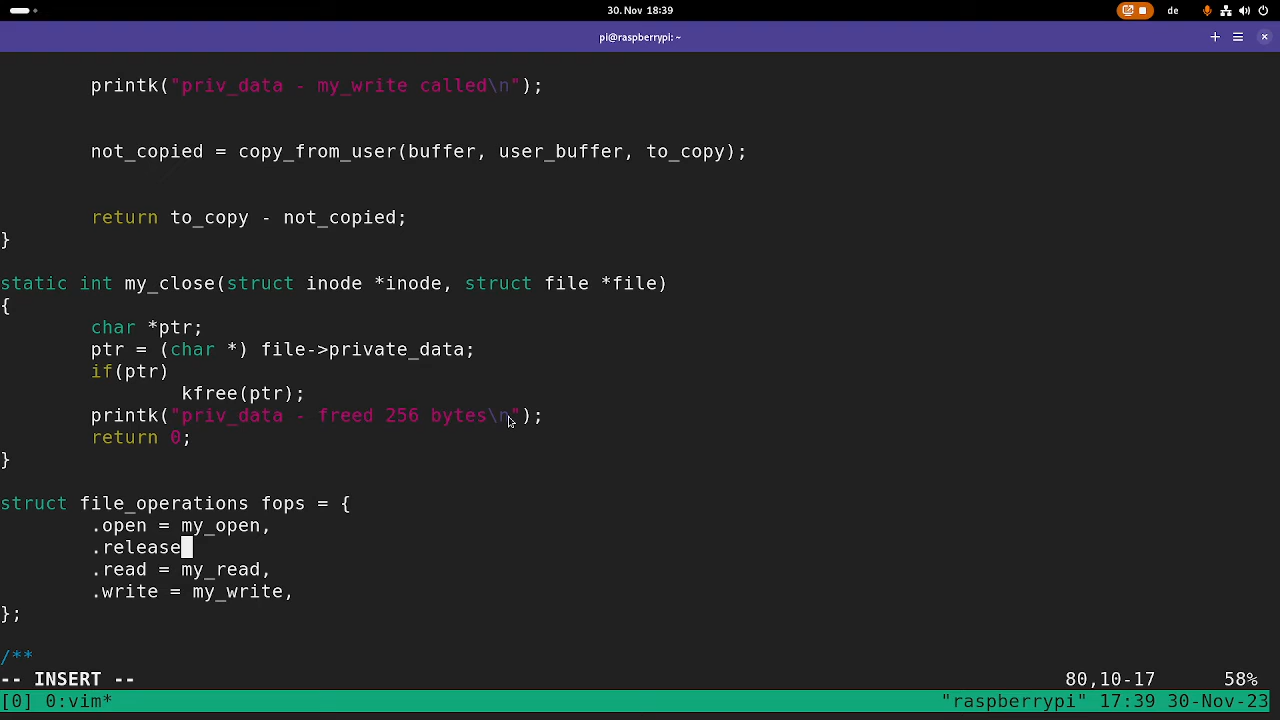 30. Nov 18:39
de
pi@raspberrypi: ~
printk("priv_data - my_write called\n");
not_copied = copy_from_user(buffer, user_buffer, to_copy);
return to_copy - not_copied;
}
static int my_close(struct inode *inode, struct file *file)
{
char *ptr;
ptr = (char *) file->private_data;
if(ptr)
kfree(ptr);
printk("priv_data - freed 256 bytes\n");
return 0;
}
struct file_operations fops = {
.open = my_open,
.release
.read = my_read,
.write = my_write,
};
/**
-- INSERT -- 80,10-17 58%
[0] 0:vim* "raspberrypi" 17:39 30-Nov-23